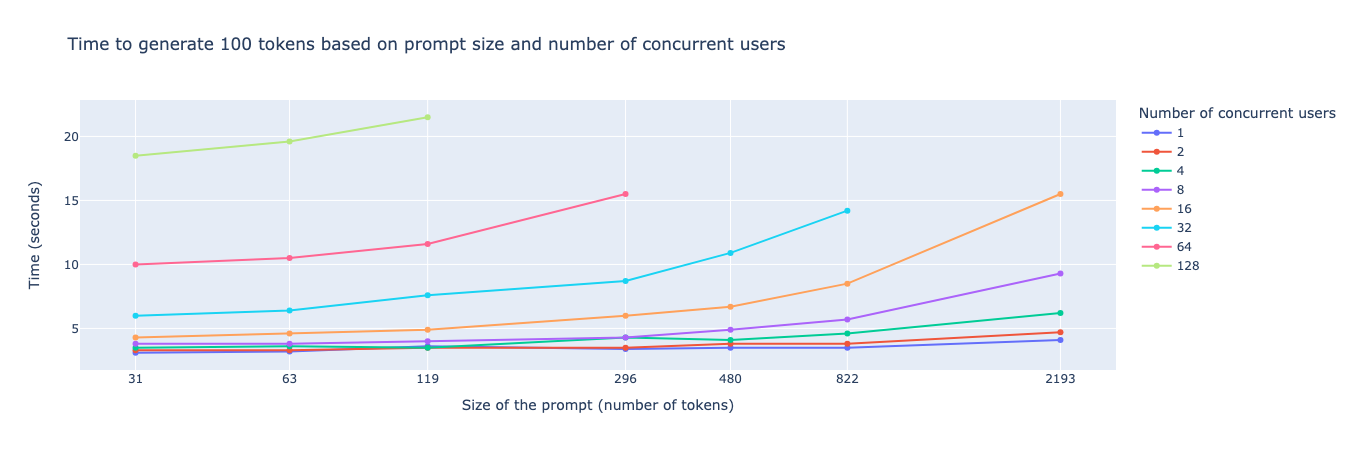 Time to generate 100 tokens based on prompt size and number of concurrent users
Number of concurrent users
1
2
4
8
16
32
64
128
Time (seconds)
20
15
10
5
31 63 119 296 480 822 2193
Size of the prompt (number of tokens)